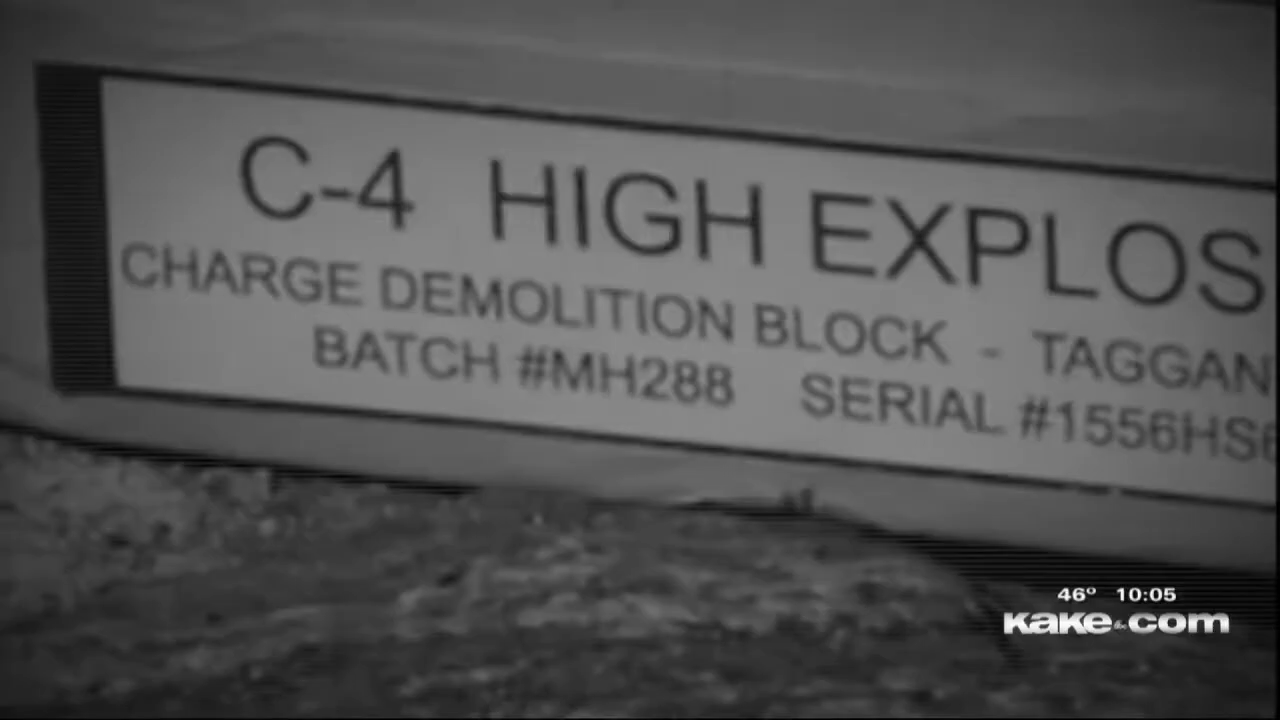 C-4 HIGH EXPLOS
CHARGE DEMOLITION BLOCK - TAGGAN
BATCH #MH288 SERIAL #1556HS6
46° 10:05
KAKE.COM